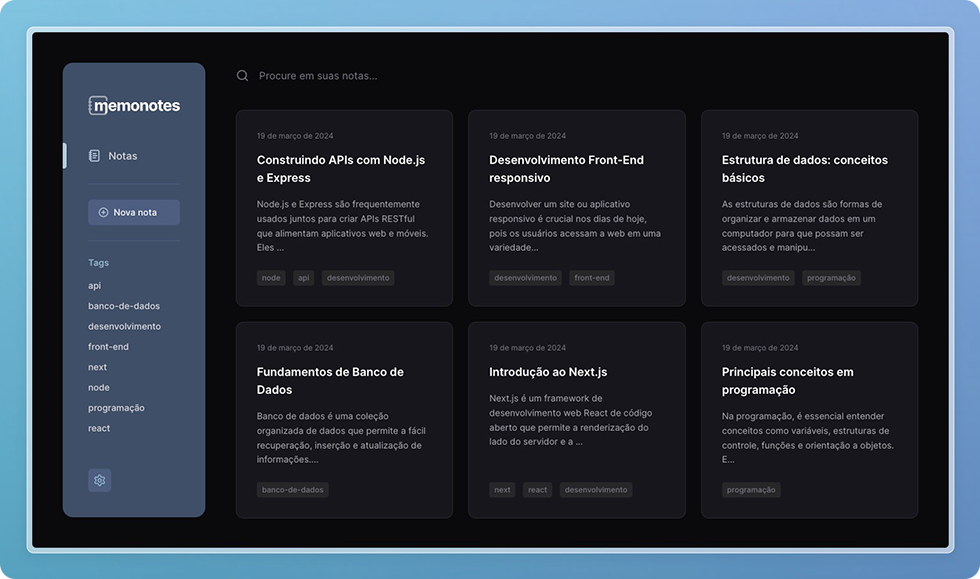 memonotes
Notas
Nova nota
Tags
api
banco-de-dados
desenvolvimento
front-end
next
node
programação
react
Procure em suas notas...
19 de março de 2024
Construindo APIs com Node.js
e Express
Node.js e Express são frequentemente
usados juntos para criar APIs RESTful
que alimentam aplicativos web e móveis.
Eles ...
node api desenvolvimento
19 de março de 2024
Desenvolvimento Front-End
responsivo
Desenvolver um site ou aplicativo
responsivo é crucial nos dias de hoje,
pois os usuários acessam a web em uma
variedade...
desenvolvimento front-end
19 de março de 2024
Estrutura de dados: conceitos
básicos
As estruturas de dados são formas de
organizar e armazenar dados em um
computador para que possam ser
acessados e manipu...
desenvolvimento programação
19 de março de 2024
Fundamentos de Banco de
Dados
Banco de dados é uma coleção
organizada de dados que permite a fácil
recuperação, inserção e atualização de
informações....
banco-de-dados
19 de março de 2024
Introdução ao Next.js
Next.js é um framework de
desenvolvimento web React de código
aberto que permite a renderização do
lado do servidor e a ...
next react desenvolvimento
19 de março de 2024
Principais conceitos em
programação
Na programação, é essencial entender
conceitos como variáveis, estruturas de
controle, funções e orientação a objetos.
E...
programação